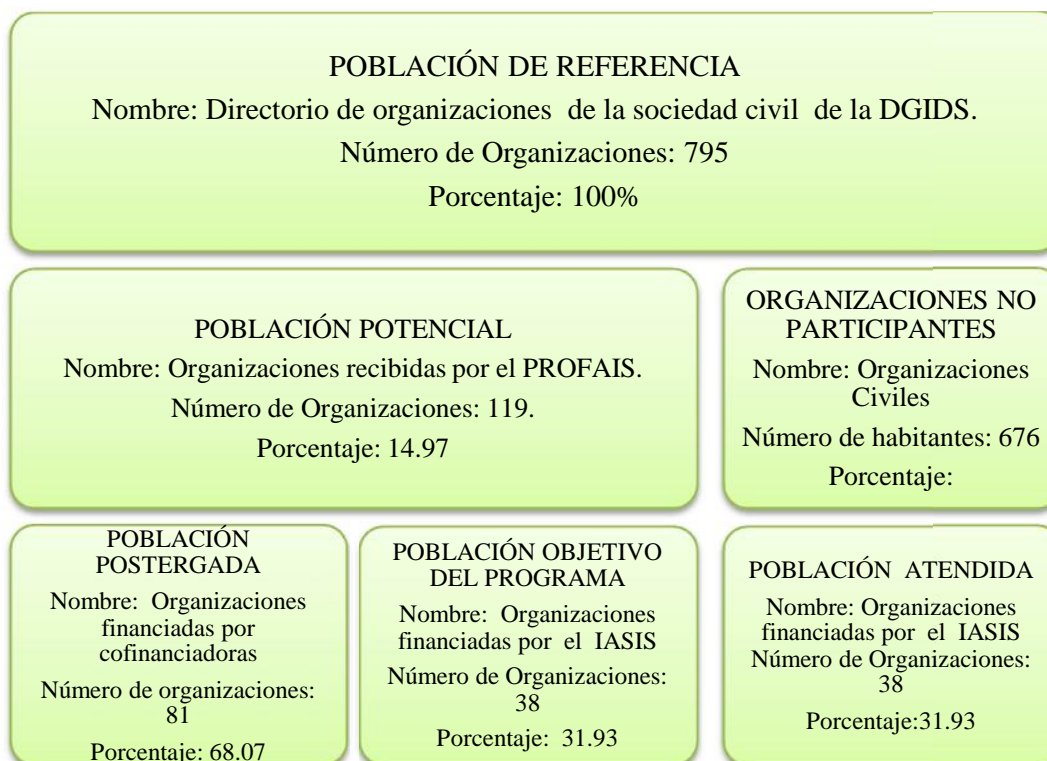 POBLACIÓN DE REFERENCIA
Nombre: Directorio de organizaciones de la sociedad civil de la DGIDS.
Número de Organizaciones: 795
Porcentaje: 100%
POBLACIÓN POTENCIAL
Nombre: Organizaciones recibidas por el PROFAIS.
Número de Organizaciones: 119.
Porcentaje: 14.97
ORGANIZACIONES NO
PARTICIPANTES
Nombre: Organizaciones
Civiles
Número de habitantes: 676
Porcentaje:
POBLACIÓN
POSTERGADA
Nombre: Organizaciones
financiadas por
cofinanciadoras
Número de organizaciones:
81
Porcentaje: 68.07
POBLACIÓN OBJETIVO
DEL PROGRAMA
Nombre: Organizaciones
financiadas por el IASIS
Número de Organizaciones:
38
Porcentaje: 31.93
POBLACIÓN ATENDIDA
Nombre: Organizaciones
financiadas por el IASIS
Número de Organizaciones:
38
Porcentaje:31.93